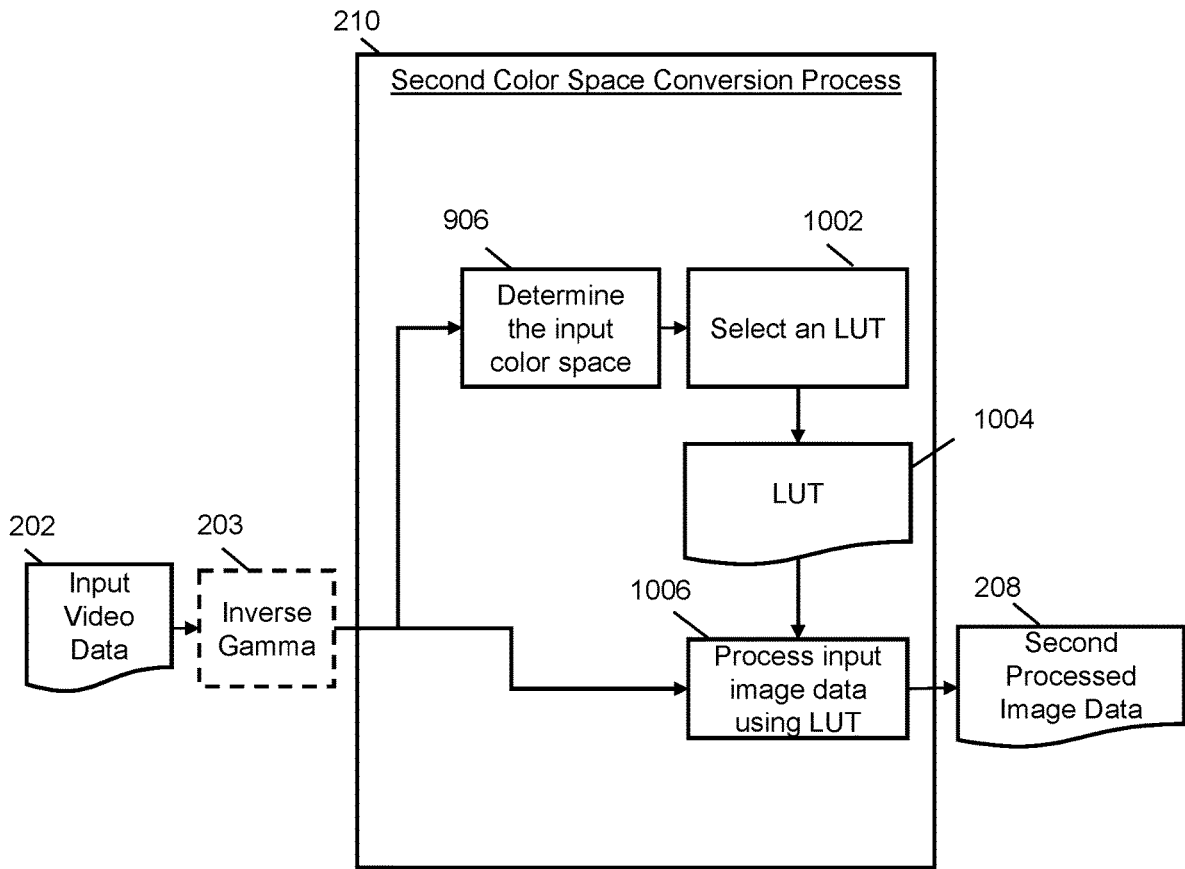 210
Second Color Space Conversion Process
906
1002
Determine
the input
color space
Select an LUT
1004
LUT
202
203
Input
Video
Data
Inverse
Gamma
1006
208
Process input
image data
using LUT
Second
Processed
Image Data